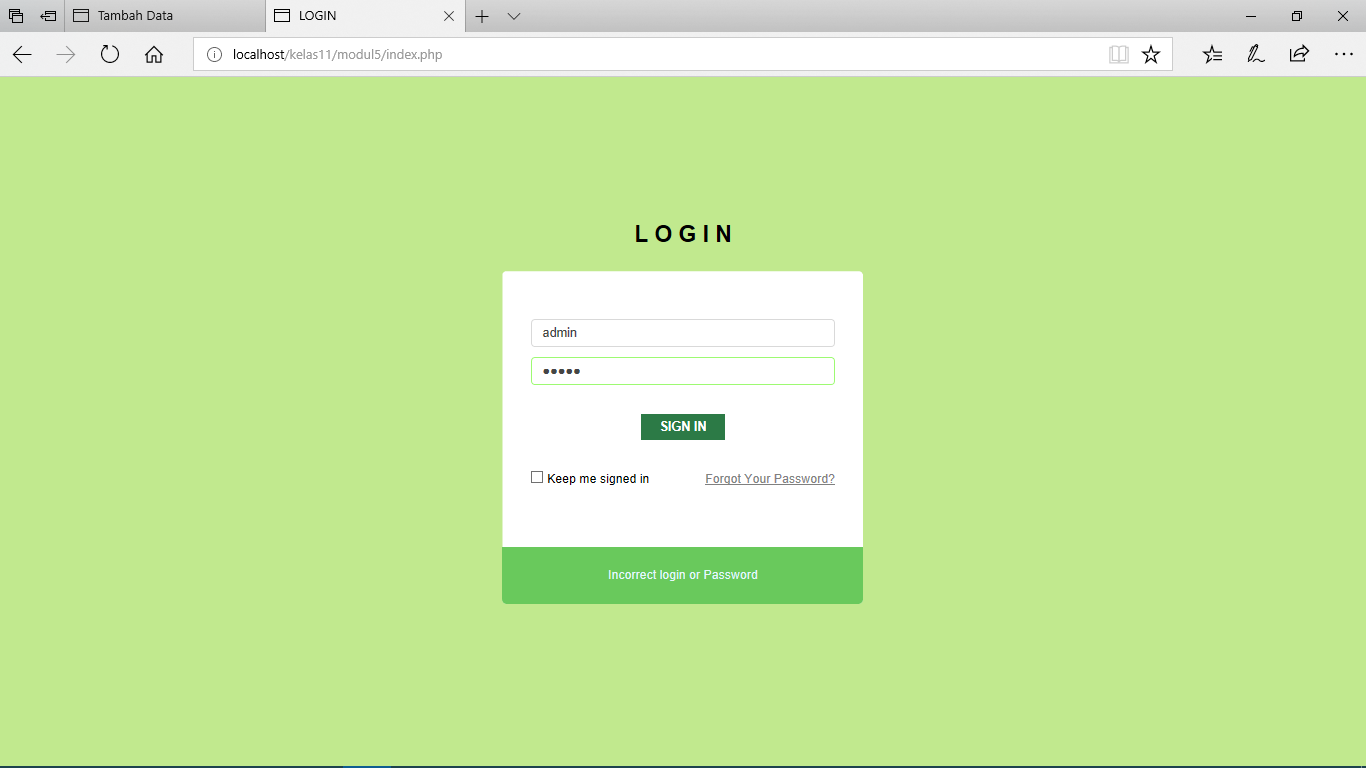 Tambah Data
LOGIN
localhost/kelas11/modul5/index.php
LOGIN
admin
SIGN IN
Keep me signed in
Forgot Your Password?
Incorrect login or Password